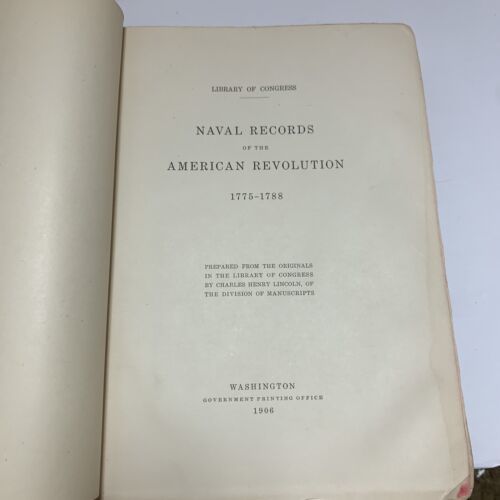 LIBRARY OF CONGRESS
NAVAL RECORDS
OF THE
AMERICAN REVOLUTION
1775-1788
PREPARED FROM THE ORIGINALS
IN THE LIBRARY OF CONGRESS
BY CHARLES HENRY LINCOLN, OF
THE DIVISION OF MANUSCRIPTS
WASHINGTON
GOVERNMENT PRINTING OFFICE
1906